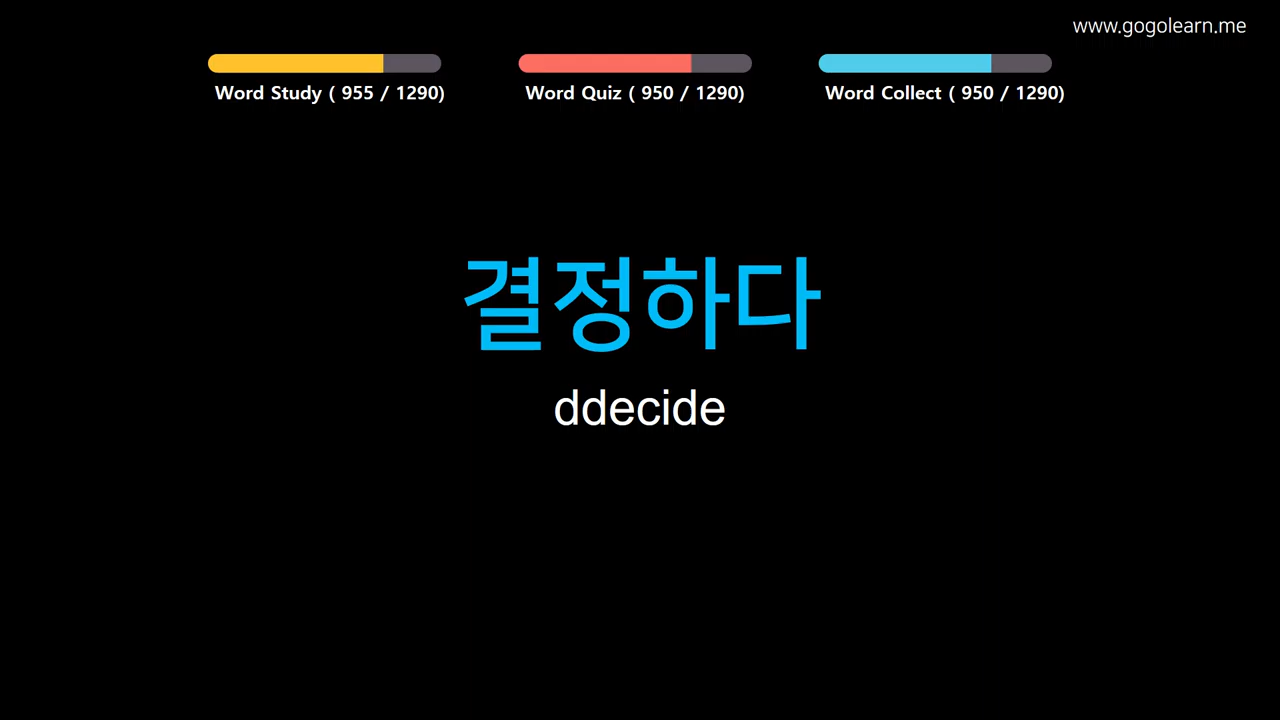 www.gogolearn.me
Word Study ( 955 / 1290)
Word Quiz ( 950 / 1290)
Word Collect ( 950 / 1290)
결정하다
ddecide